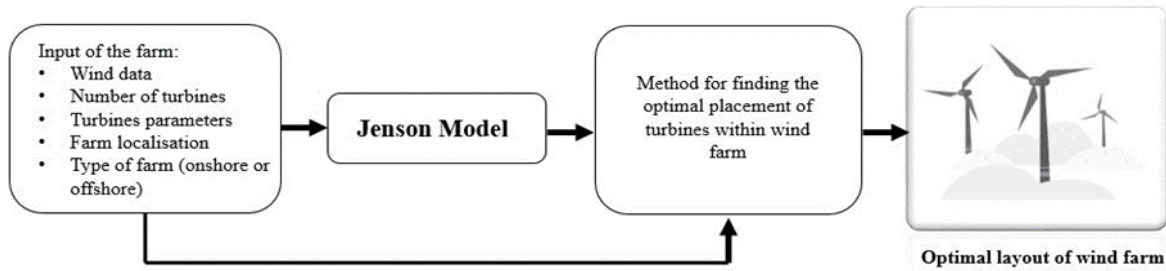 Input of the farm:
• Wind data
• Number of turbines
• Turbines parameters
• Farm localisation
• Type of farm (onshore or
offshore)
Jenson Model
Method for finding the
optimal placement of
turbines within wind
farm
Optimal layout of wind farm